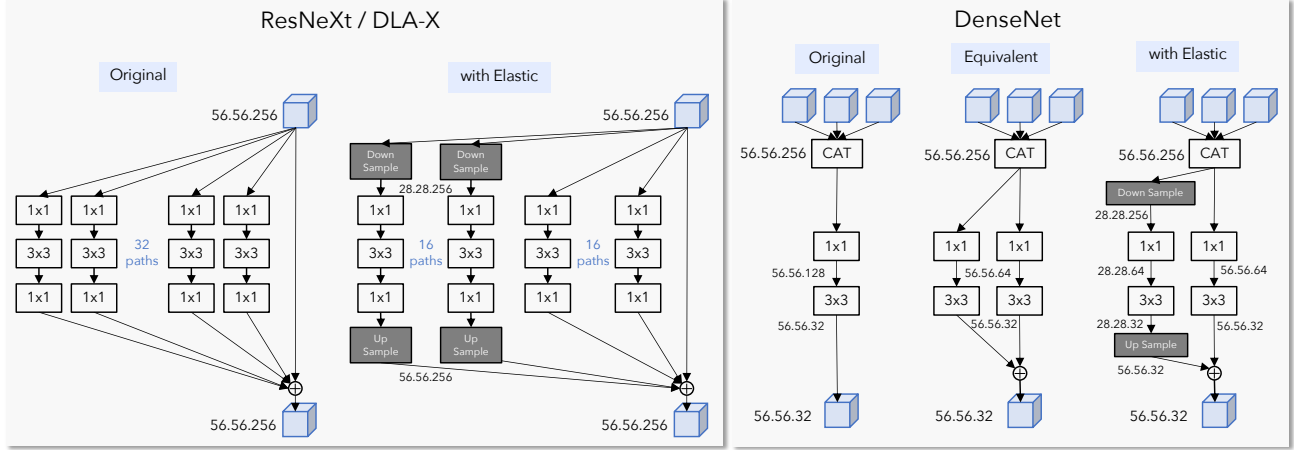 ResNeXt / DLA-X
Original
with Elastic
56.56.256
1x1
1x1
1x1
1x1
3x3
3x3
32
paths
3x3
3x3
1x1
1x1
1x1
1x1
56.56.256
56.56.256
Down
Sample
Down
Sample
28.28.256
1x1
1x1
1x1
1x1
3x3
16
paths
3x3
3x3
16
paths
3x3
1x1
1x1
1x1
1x1
Up
Sample
Up
Sample
56.56.256
56.56.256
DenseNet
Original
Equivalent
with Elastic
56.56.256
CAT
1x1
56.56.128
3x3
56.56.32
56.56.32
56.56.256
CAT
1x1
1x1
56.56.64
3x3
3x3
56.56.32
56.56.32
56.56.256
CAT
Down Sample
28.28.256
1x1
1x1
28.28.64
56.56.64
3x3
3x3
28.28.32
56.56.32
Up Sample
56.56.32
56.56.32